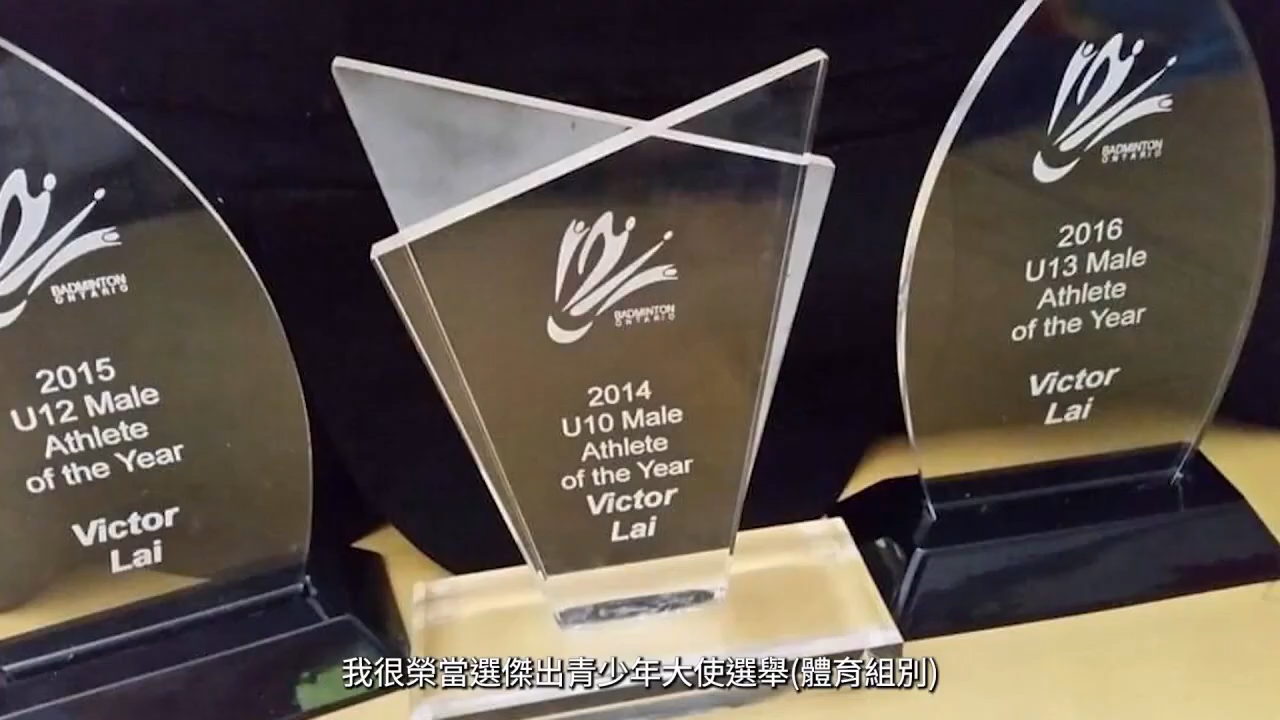 BADMINTON
ONTARIO
2015
U12 Male
Athlete
of the Year
Victor
Lai
BADMINTON
ONTARIO
2014
U10 Male
Athlete
of the Year
Victor
Lai
BADMINTON
ONTARIO
2016
U13 Male
Athlete
of the Year
Victor
Lai
我很榮當選傑出青少年大使選舉(體育組別)